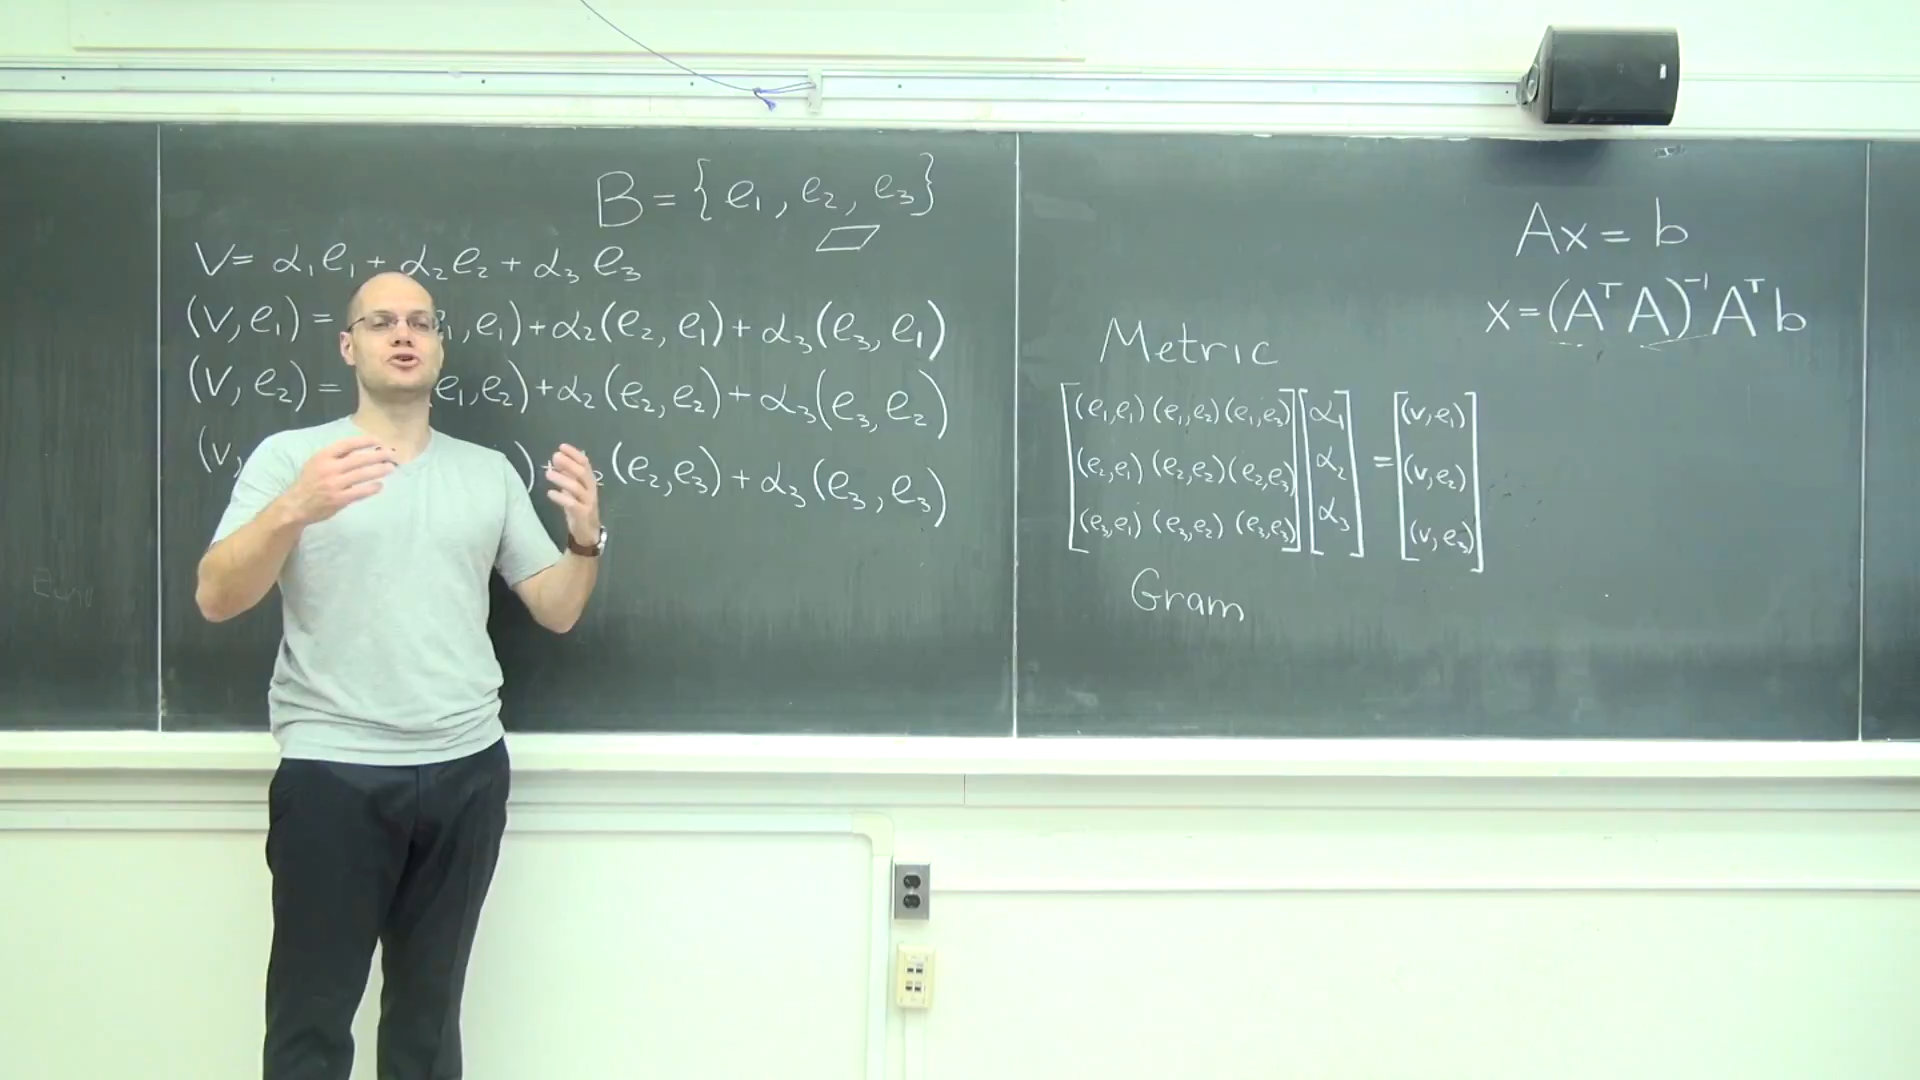 B = {e₁, e₂, e₃}
V = α₁e₁ + α₂e₂ + α₃e₃
(v, e₁) = ₁, e₁) + α₂(e₂, e₁) + α₃(e₃, e₁)
(v, e₂) = e₁, e₂) + α₂(e₂, e₂) + α₃(e₃, e₂)
(v, ) + ₂(e₂, e₃) + α₃(e₃, e₃)
Metric
[(e₁,e₁) (e₁,e₂) (e₁,e₃)] [α₁] [(v,e₁)]
[(e₂,e₁) (e₂,e₂) (e₂,e₃)] [α₂] = [(v,e₂)]
[(e₃,e₁) (e₃,e₂) (e₃,e₃)] [α₃] [(v,e₃)]
Gram
Ax = b
x = (AᵀA)⁻¹Aᵀb